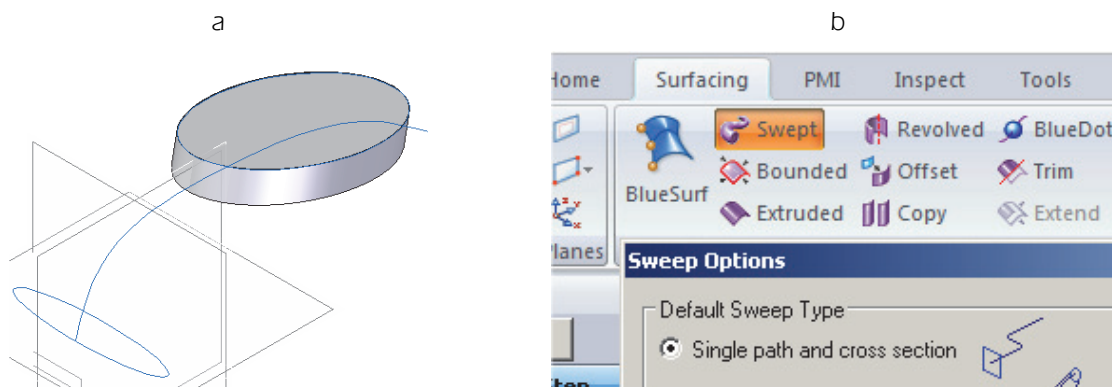 a
b
Home Surfacing PMI Inspect Tools
Swept Revolved BlueDot
Bounded Offset Trim
BlueSurf
Extruded Copy Extend
Planes
Sweep Options
Default Sweep Type
Single path and cross section